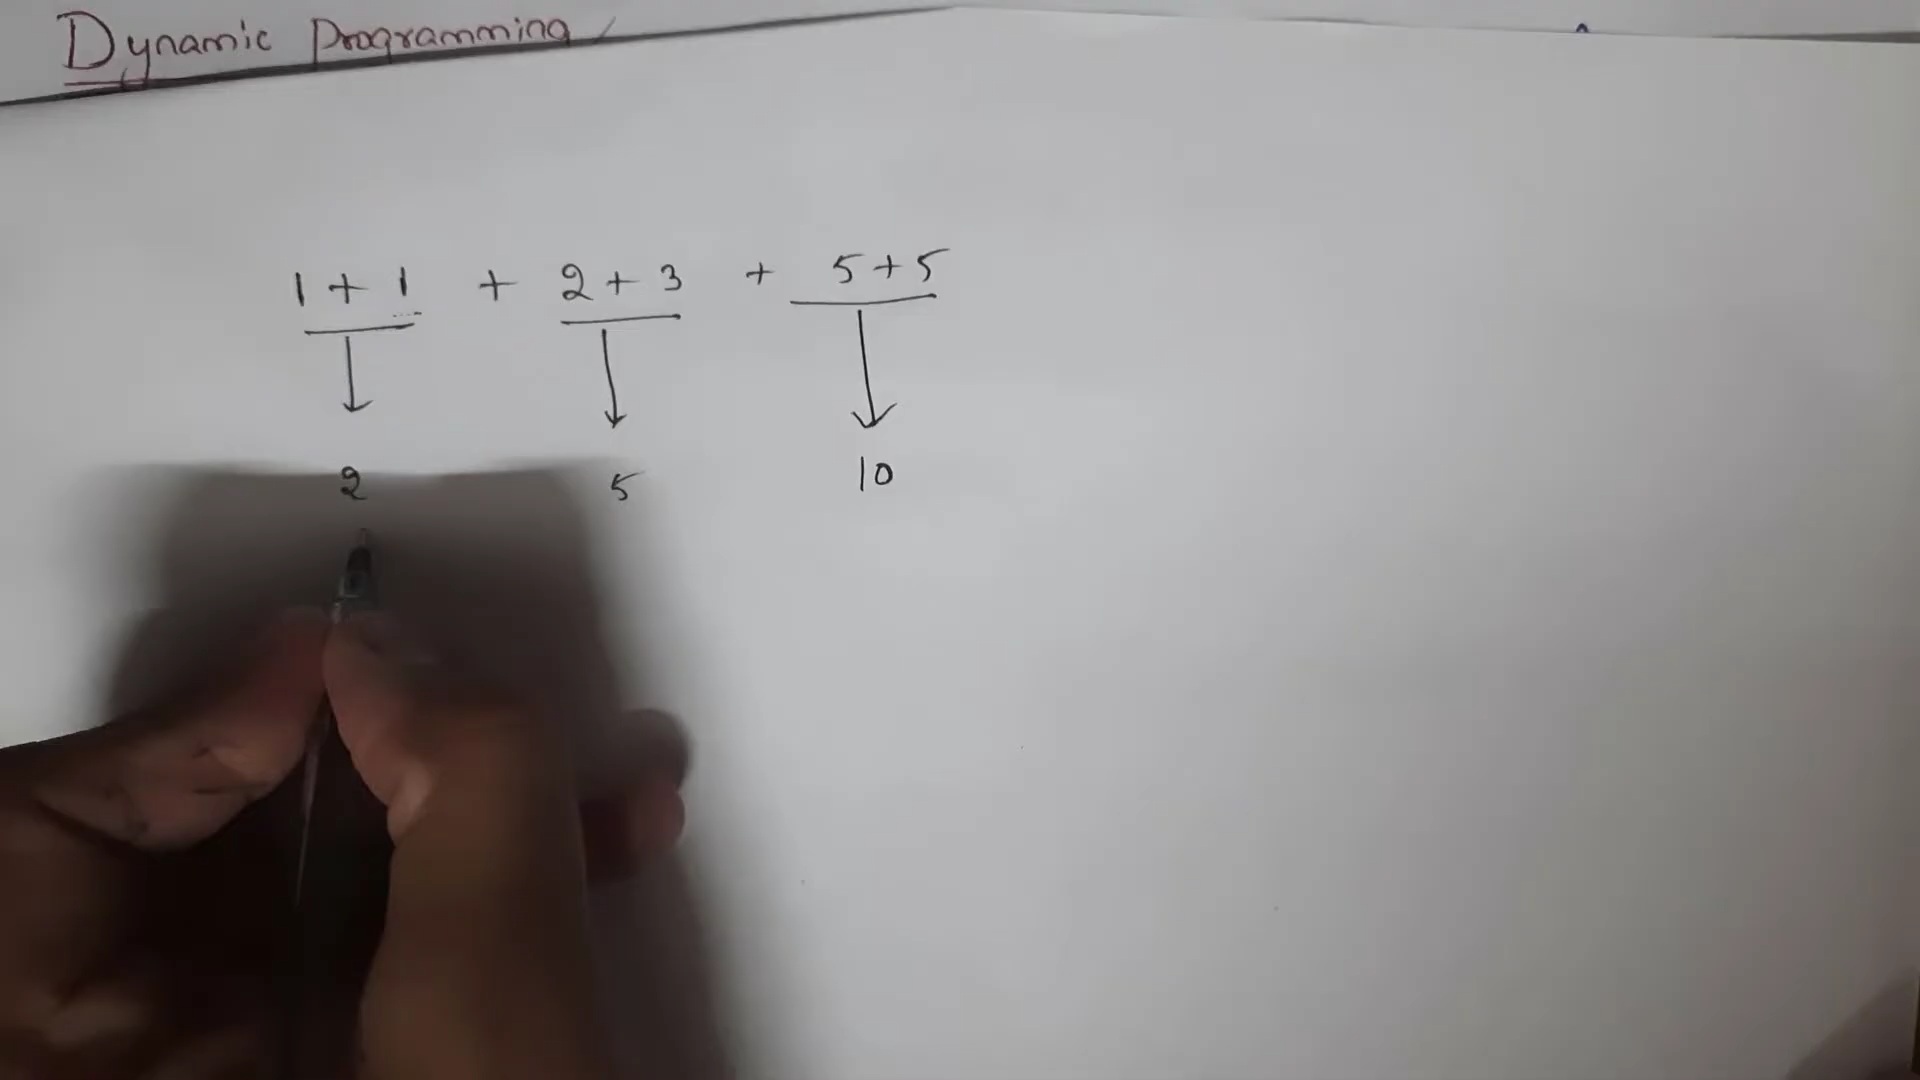 Dynamic Programming
1 + 1 + 2 + 3 + 5 + 5
2 5 10